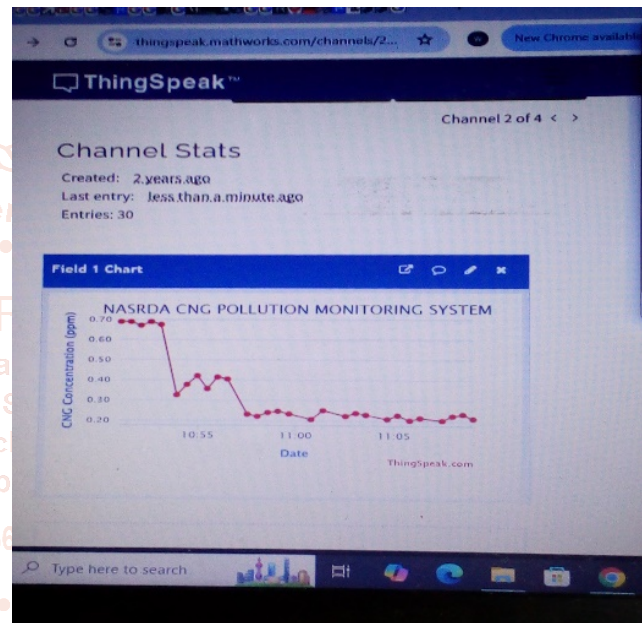 thingspeak.mathworks.com/channels/2...
New Chrome available
ThingSpeak™
Channel 2 of 4 < >
Channel Stats
Created: 2 years ago
Last entry: less than a minute ago
Entries: 30
Field 1 Chart
NASRDA CNG POLLUTION MONITORING SYSTEM
CNG Concentration (ppm)
0.70
0.60
0.50
0.40
0.30
0.20
10:55 11:00 11:05
Date
ThingSpeak.com
Type here to search